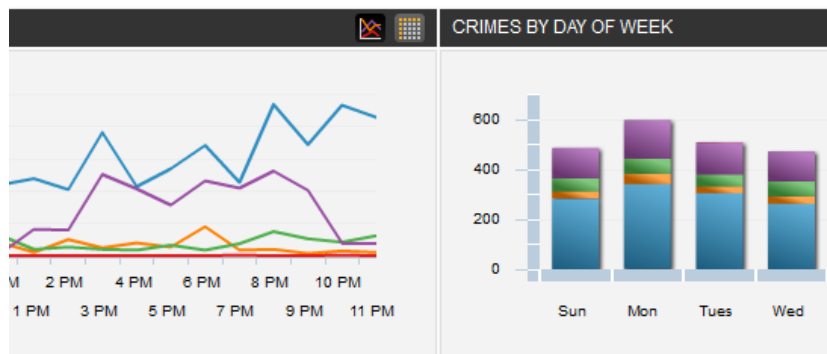 CRIMES BY DAY OF WEEK
600
400
200
0
Sun Mon Tues Wed
2 PM 4 PM 6 PM 8 PM 10 PM
1 PM 3 PM 5 PM 7 PM 9 PM 11 PM